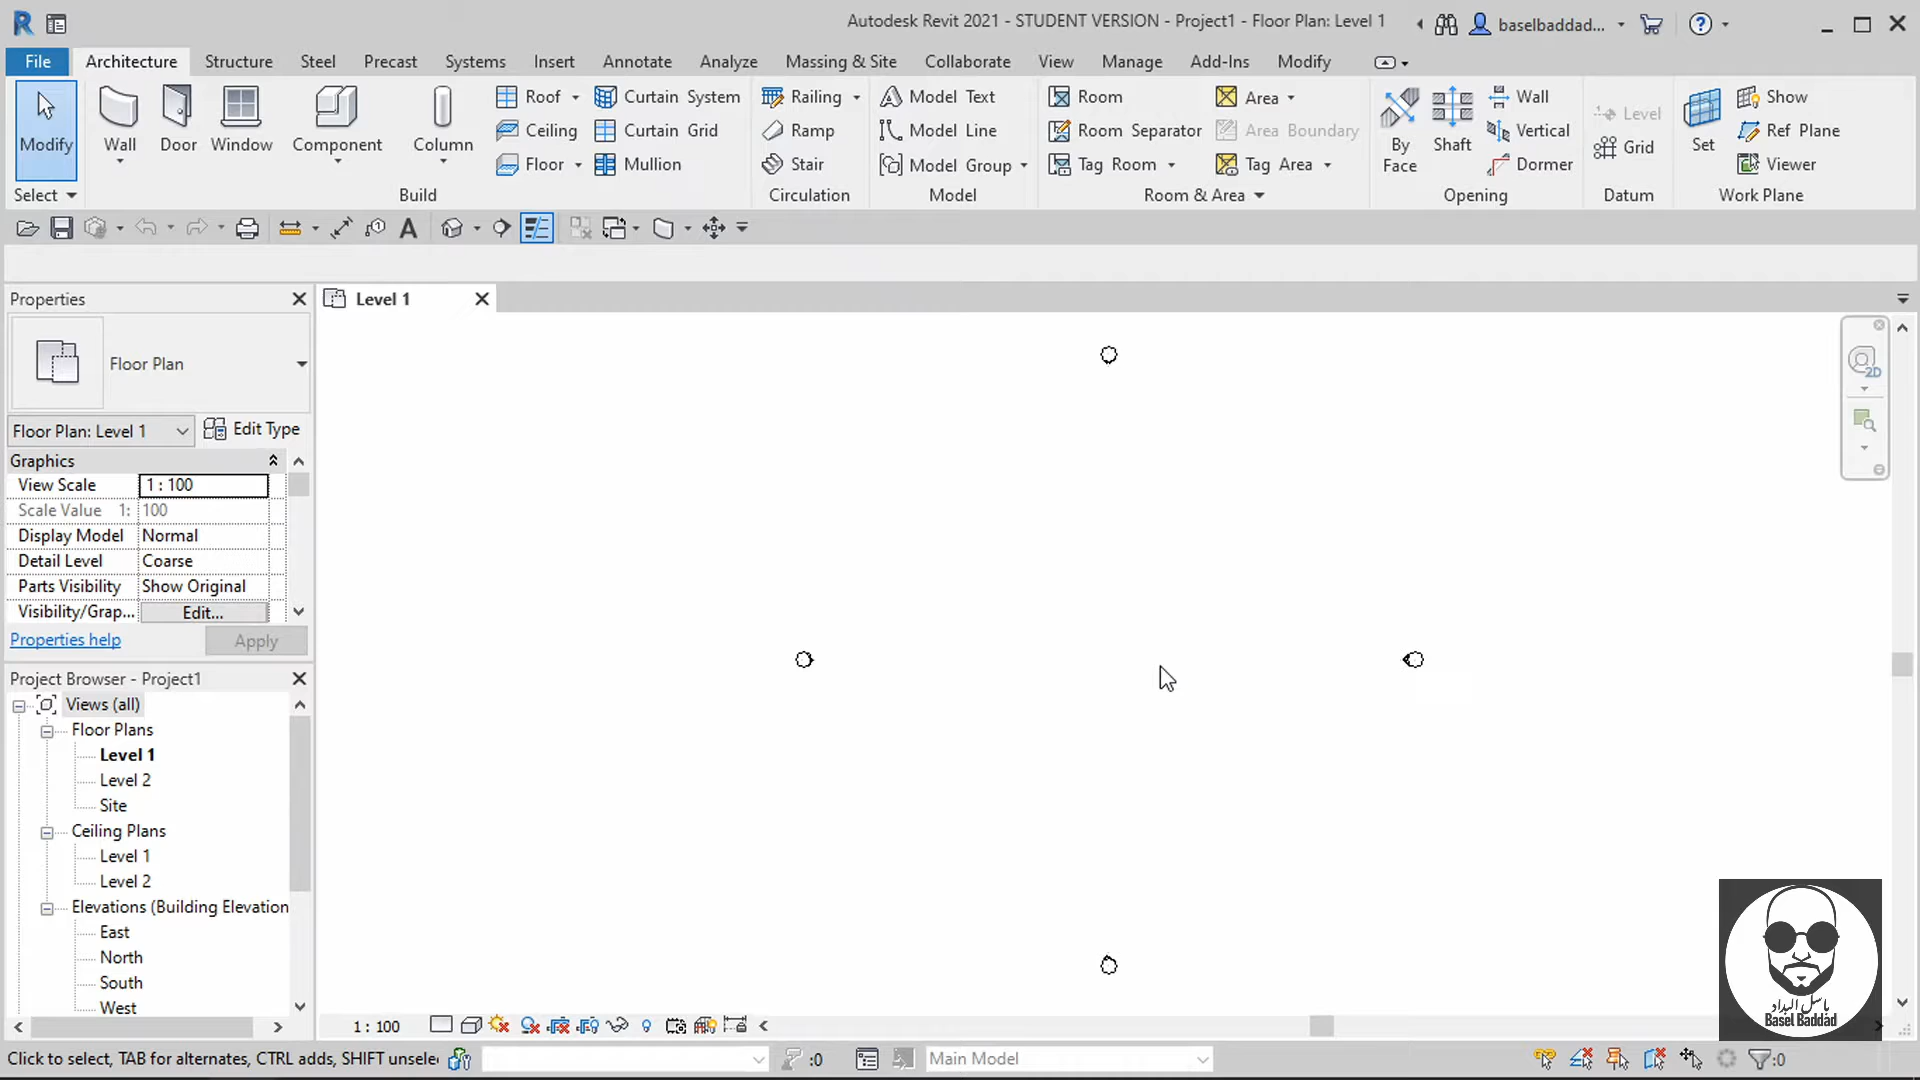 Autodesk Revit 2021 - STUDENT VERSION - Project1 - Floor Plan: Level 1
baselbaddad...
File Architecture Structure Steel Precast Systems Insert Annotate Analyze Massing & Site Collaborate View Manage Add-Ins Modify
Modify Wall Door Window Component Column
Roof Curtain System Railing Model Text Room Area
Ceiling Curtain Grid Ramp Model Line Room Separator Area Boundary
Floor Mullion Stair Model Group Tag Room Tag Area
By Face Shaft
Wall
Vertical
Dormer
Level
Grid
Set
Show
Ref Plane
Viewer
Select Build Circulation Model Room & Area Opening Datum Work Plane
A
Properties
Level 1
Floor Plan
2D
Floor Plan: Level 1 Edit Type
Graphics
View Scale 1 : 100
Scale Value 1: 100
Display Model Normal
Detail Level Coarse
Parts Visibility Show Original
Visibility/Grap... Edit...
Properties help Apply
Project Browser - Project1
Views (all)
Floor Plans
Level 1
Level 2
Site
Ceiling Plans
Level 1
Level 2
Elevations (Building Elevation
East
North
South
West
باسل البداد
Basel Baddad
1 : 100
Click to select, TAB for alternates, CTRL adds, SHIFT unselec :0 Main Model :0